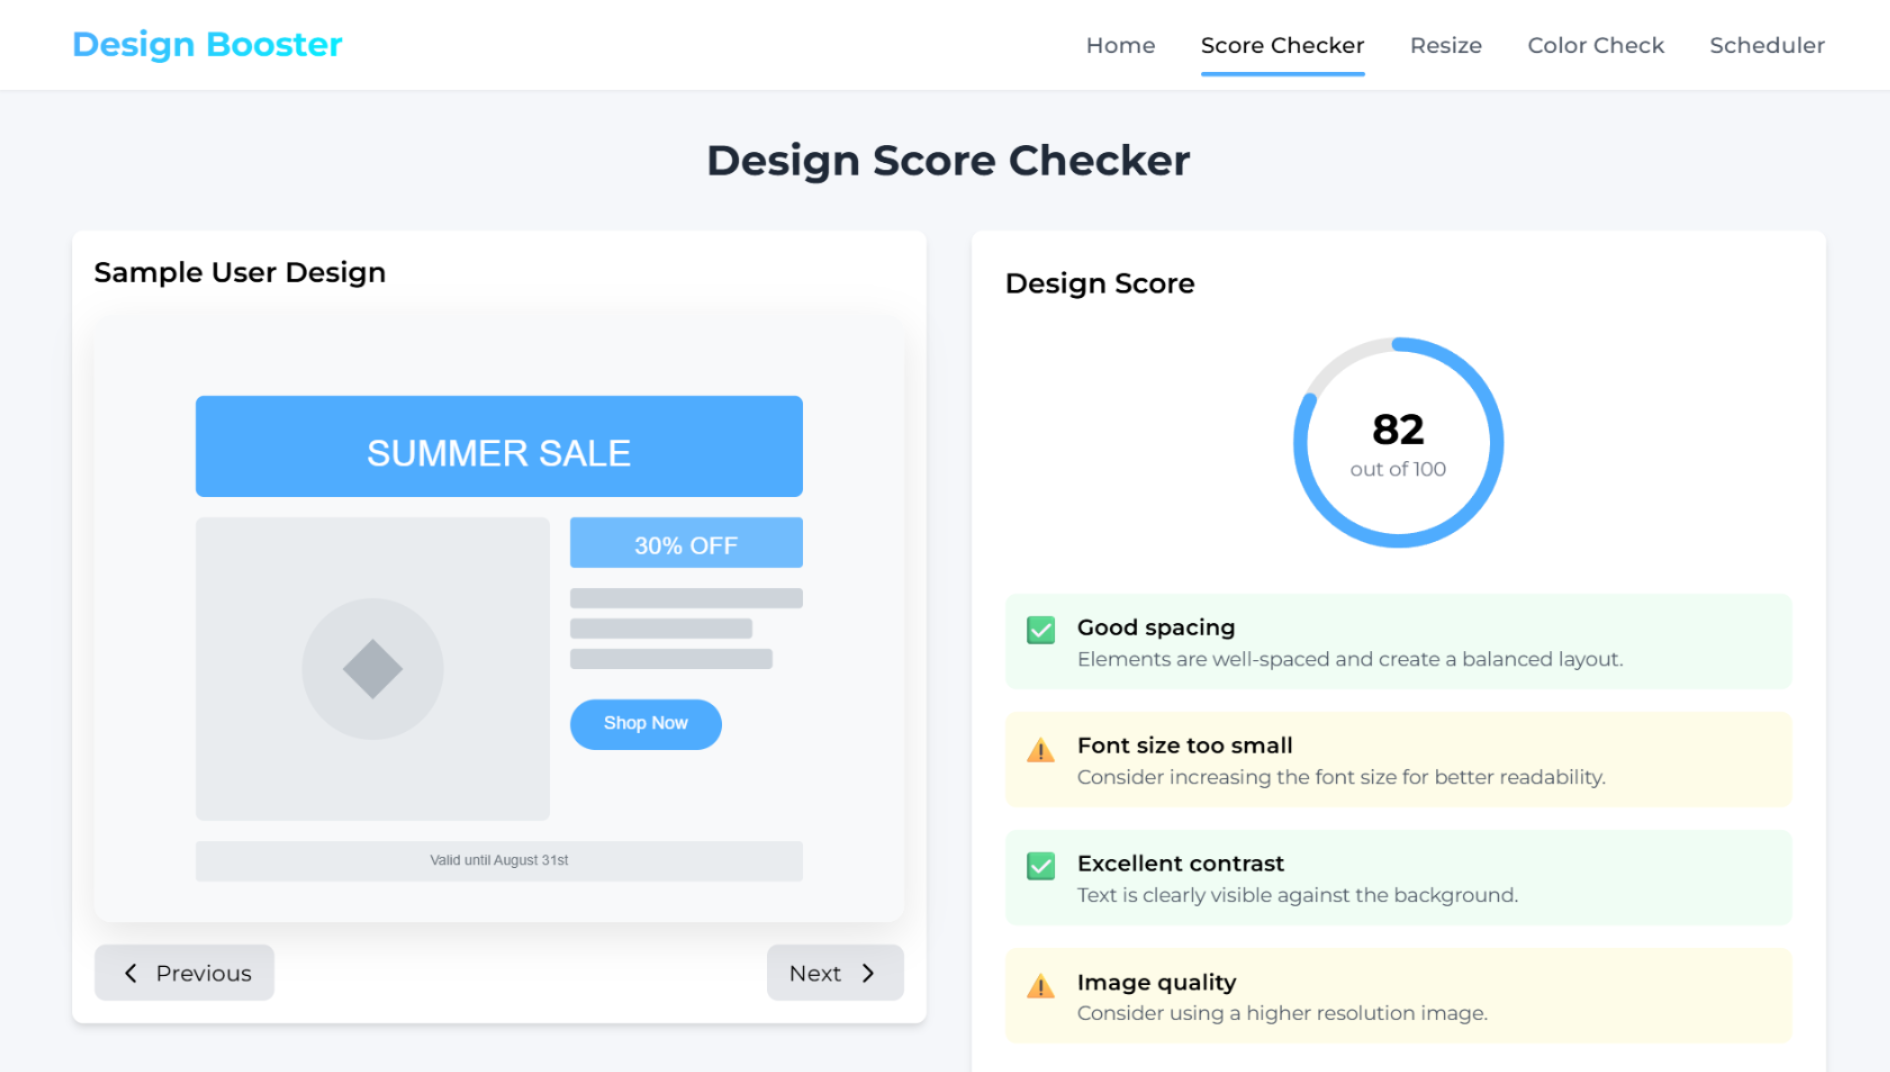 Design Booster
Home
Score Checker
Resize
Color Check
Scheduler
Design Score Checker
Sample User Design
SUMMER SALE
30% OFF
Shop Now
Valid until August 31st
Previous
Next
Design Score
82
out of 100
Good spacing
Elements are well-spaced and create a balanced layout.
Font size too small
Consider increasing the font size for better readability.
Excellent contrast
Text is clearly visible against the background.
Image quality
Consider using a higher resolution image.